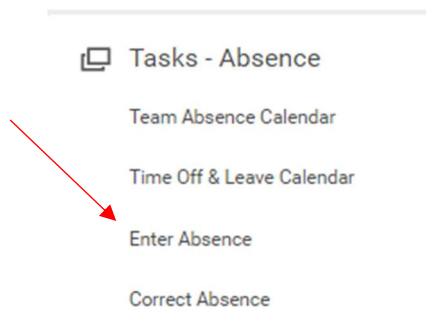 Tasks - Absence
Team Absence Calendar
Time Off & Leave Calendar
Enter Absence
Correct Absence